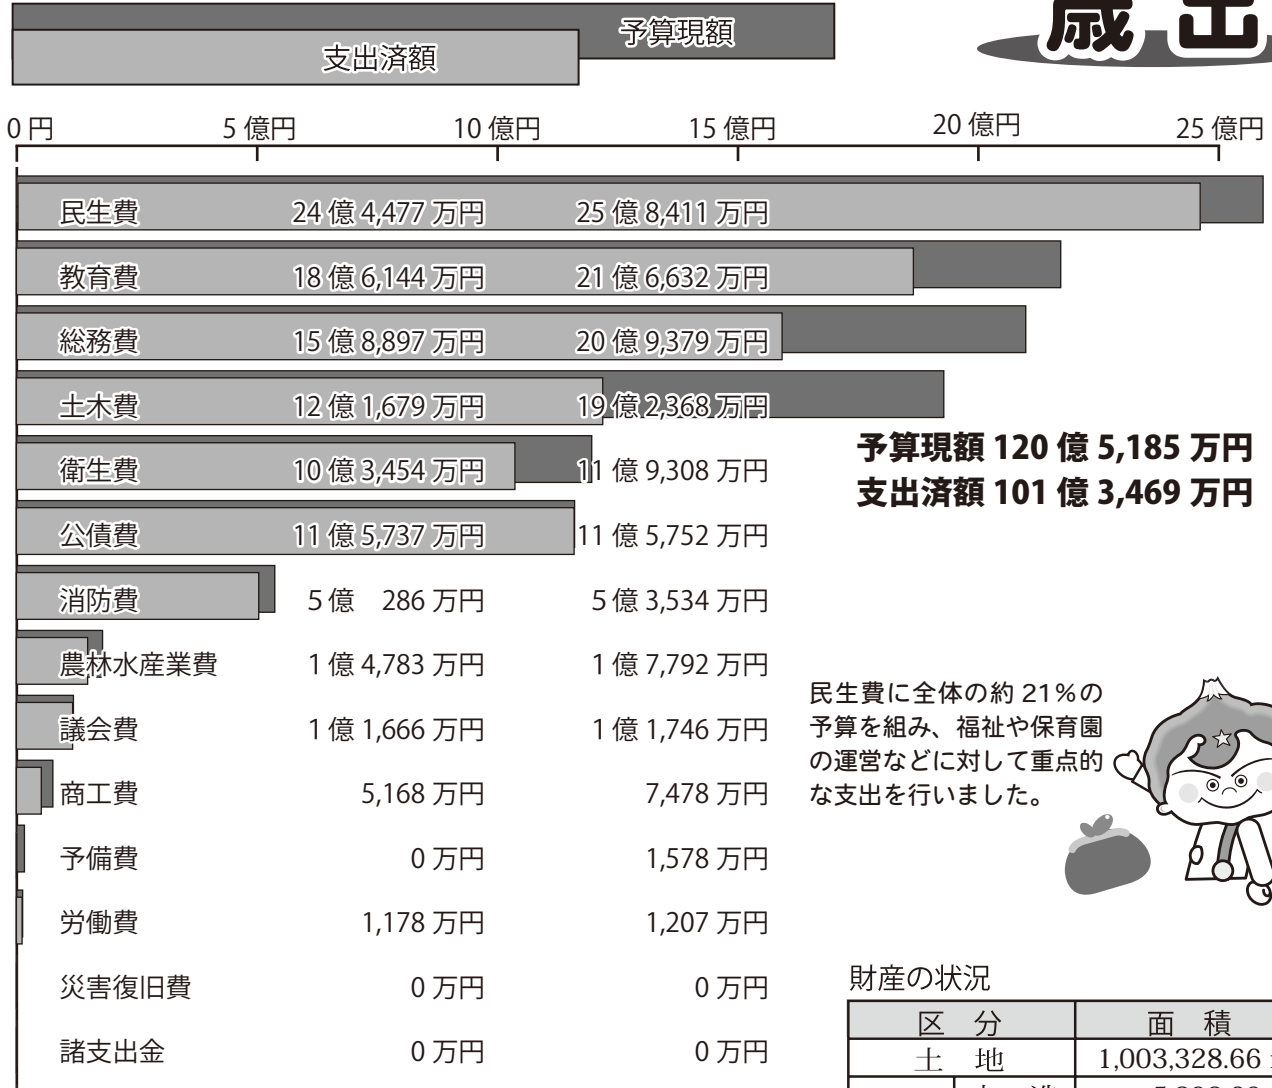 歳出
予算現額
支出済額
0円 5億円 10億円 15億円 20億円 25億円
民生費 24億4,477万円 25億8,411万円
教育費 18億6,144万円 21億6,632万円
総務費 15億8,897万円 20億9,379万円
土木費 12億1,679万円 19億2,368万円
衛生費 10億3,454万円 11億9,308万円
公債費 11億5,737万円 11億5,752万円
消防費 5億 286万円 5億3,534万円
農林水産業費 1億4,783万円 1億7,792万円
議会費 1億1,666万円 1億1,746万円
商工費 5,168万円 7,478万円
予備費 0万円 1,578万円
労働費 1,178万円 1,207万円
災害復旧費 0万円 0万円
諸支出金 0万円 0万円
予算現額 120億5,185万円
支出済額 101億3,469万円
民生費に全体の約21%の
予算を組み、福祉や保育園
の運営などに対して重点的
な支出を行いました。
財産の状況
区 分 面 積
土 地 1,003,328.66